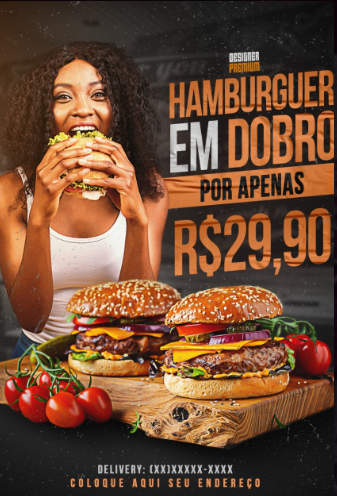 DESIGNER
PREMIUM
HAMBURGUER
EM DOBRO
POR APENAS
R$29,90
DELIVERY: (XX)XXXXX-XXXX
COLOQUE AQUI SEU ENDEREÇO